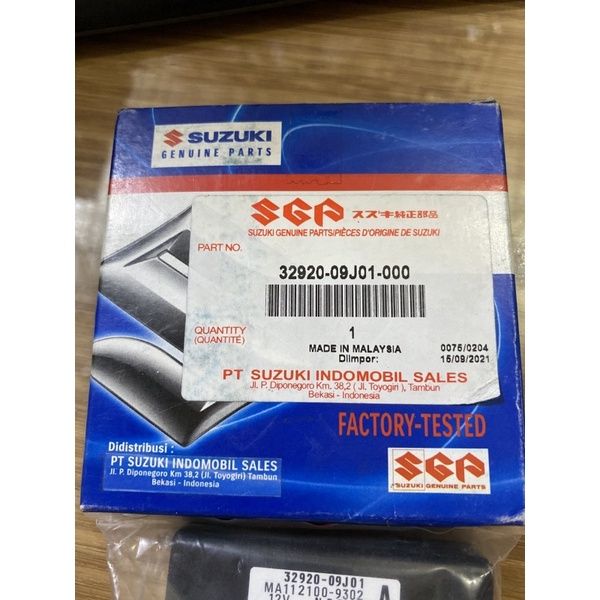 SUZUKI
GENUINE PARTS
SGP スズキ純正部品
SUZUKI GENUINE PARTS/PIÈCES D'ORIGINE DE SUZUKI
PART NO.
32920-09J01-000
QUANTITY
(QUANTITÉ)
1
MADE IN MALAYSIA 0075/0204
DIimpor: 15/09/2021
PT SUZUKI INDOMOBIL SALES
Jl. P. Diponegoro Km. 38,2 ( Jl. Toyogiri ), Tambun
Bekasi - Indonesia
FACTORY-TESTED
Didistribusi :
PT SUZUKI INDOMOBIL SALES
Jl. P. Diponegoro Km 38,2 (Jl. Toyogiri) Tambun
Bekasi - Indonesia
SGP
SUZUKI GENUINE PARTS
32920-09J01
MA112100-9302
12V
A